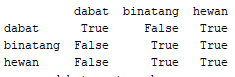 dabat binatang hewan
dabat True False True
binatang False True True
hewan False True True